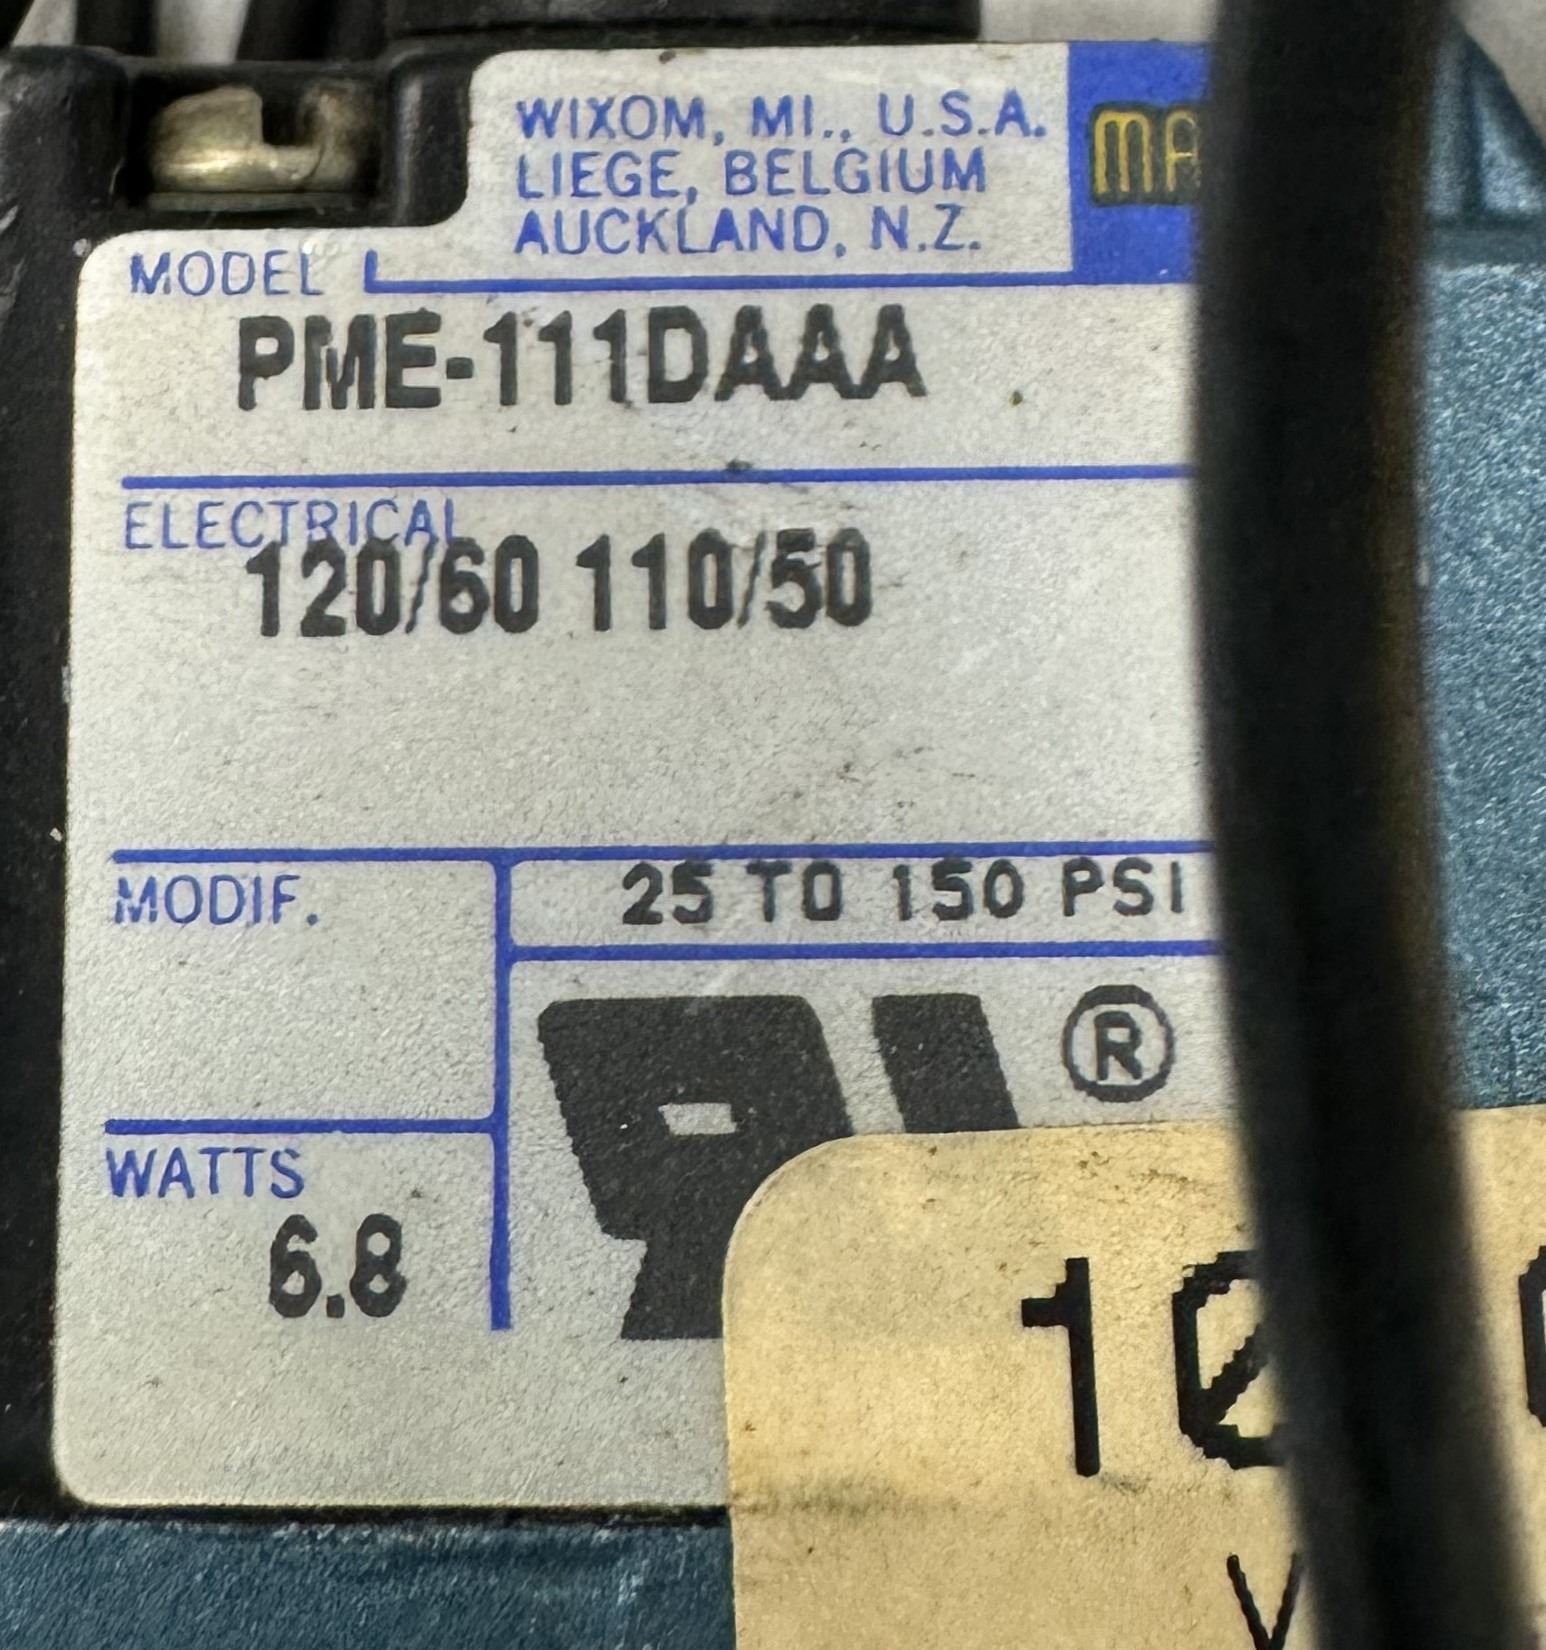 WIXOM, MI., U.S.A.
LIEGE, BELGIUM
AUCKLAND, N.Z.
MODEL
PME-111DAAA
ELECTRICAL
120/60 110/50
MODIF.
25 TO 150 PSI
®
WATTS
6.8